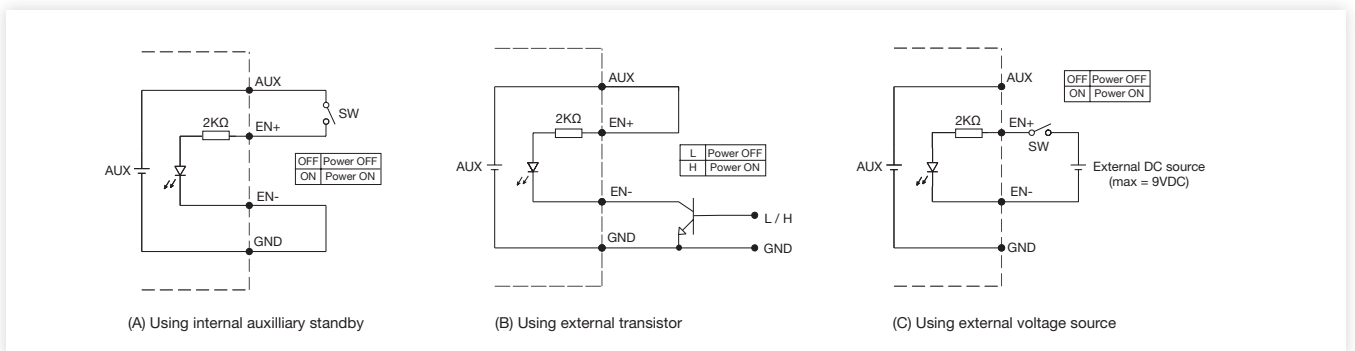 AUX
SW
2KΩ
EN+
OFF Power OFF
ON Power ON
AUX
EN-
GND
(A) Using internal auxilliary standby
AUX
2KΩ
EN+
L Power OFF
H Power ON
AUX
EN-
L / H
GND
GND
(B) Using external transistor
AUX
OFF Power OFF
ON Power ON
2KΩ
EN+
SW
AUX
External DC source
(max = 9VDC)
EN-
GND
(C) Using external voltage source